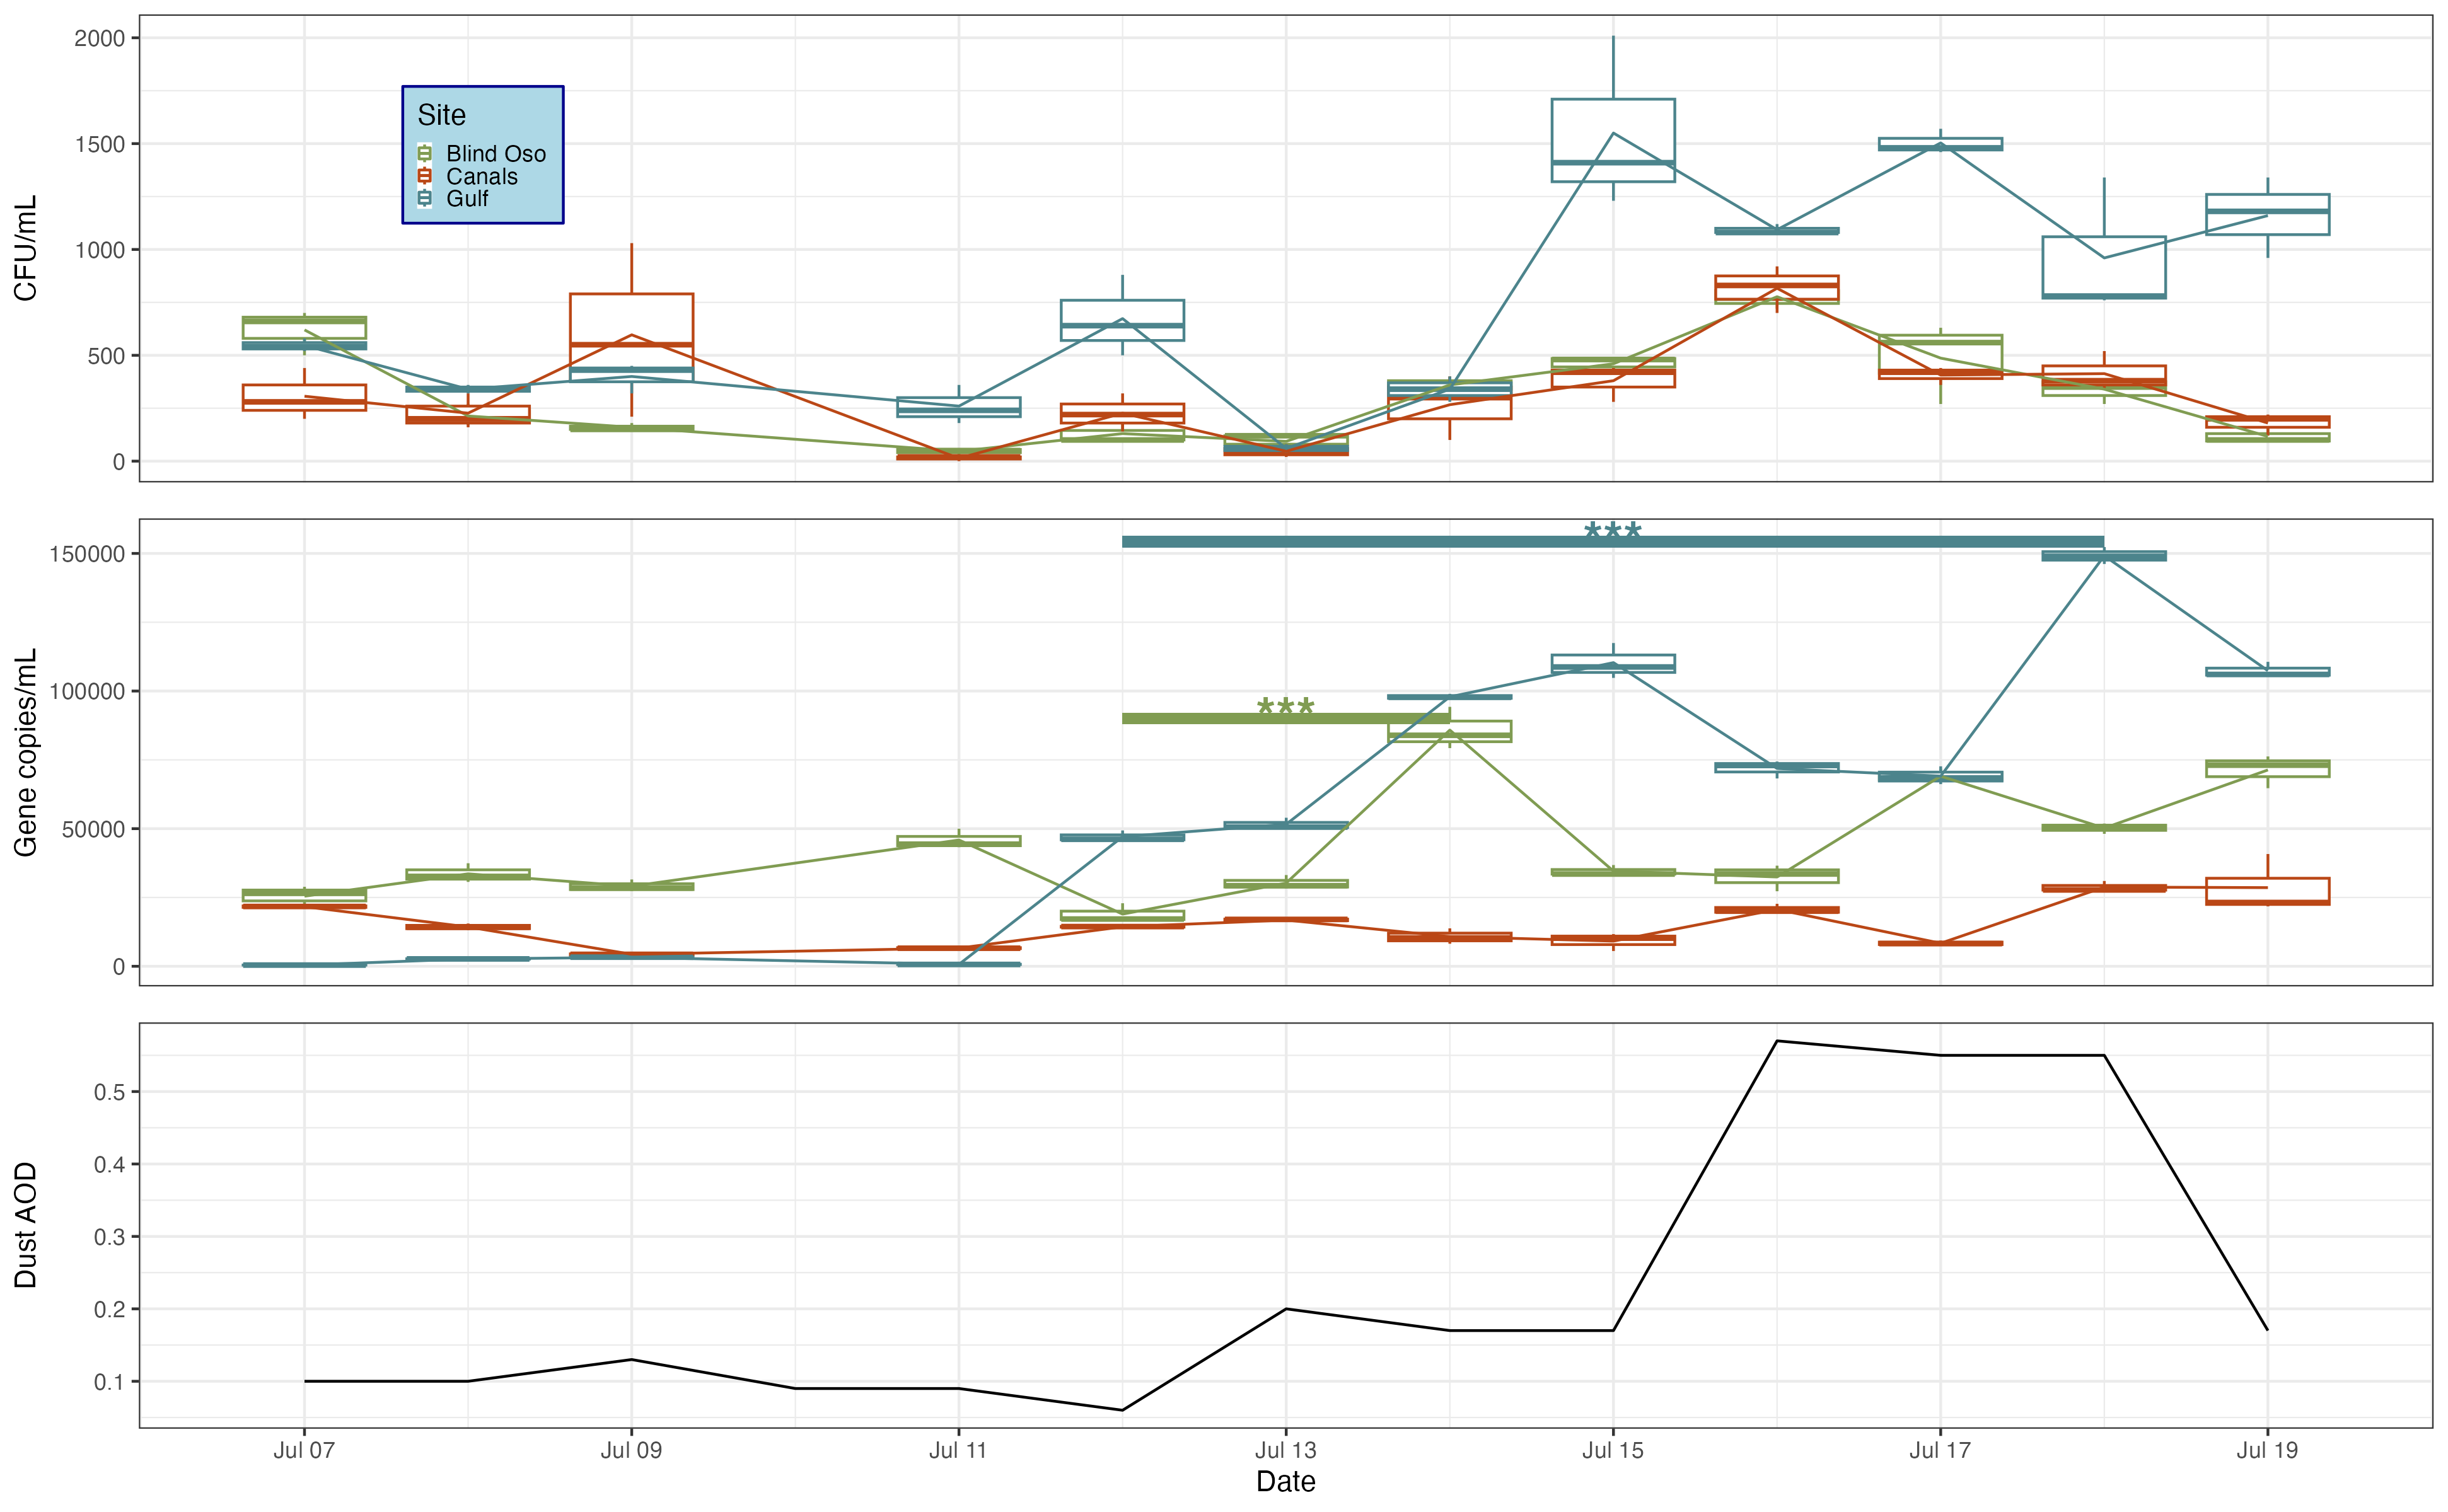 2000
1500
1000
500
0
CFU/mL
Site
Blind Oso
Canals
Gulf
150000
100000
50000
0
Gene copies/mL
***
***
0.5
0.4
0.3
0.2
0.1
Dust AOD
Jul 07 Jul 09 Jul 11 Jul 13 Jul 15 Jul 17 Jul 19
Date